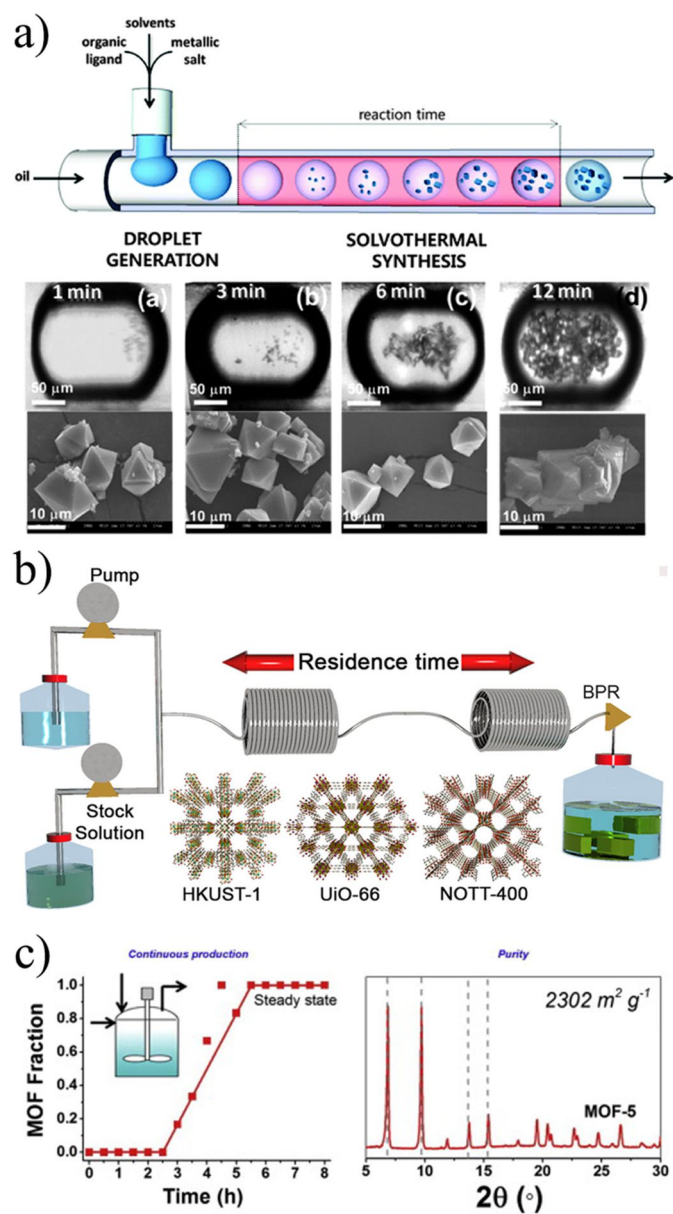 a)
solvents
organic
ligand
metallic
salt
reaction time
oil
DROPLET
GENERATION
SOLVOTHERMAL
SYNTHESIS
1 min
(a)
3 min
(b)
6 min
(c)
12 min
(d)
50 μm
50 μm
50 μm
50 μm
10 μm
10 μm
10 μm
10 μm
b)
Pump
Residence time
BPR
Stock
Solution
HKUST-1
UiO-66
NOTT-400
c)
Continuous production
Purity
MOF Fraction
1.0
0.8
0.6
0.4
0.2
0.0
Steady state
0 1 2 3 4 5 6 7 8
Time (h)
2302 m² g⁻¹
MOF-5
5 10 15 20 25 30
2θ (°)